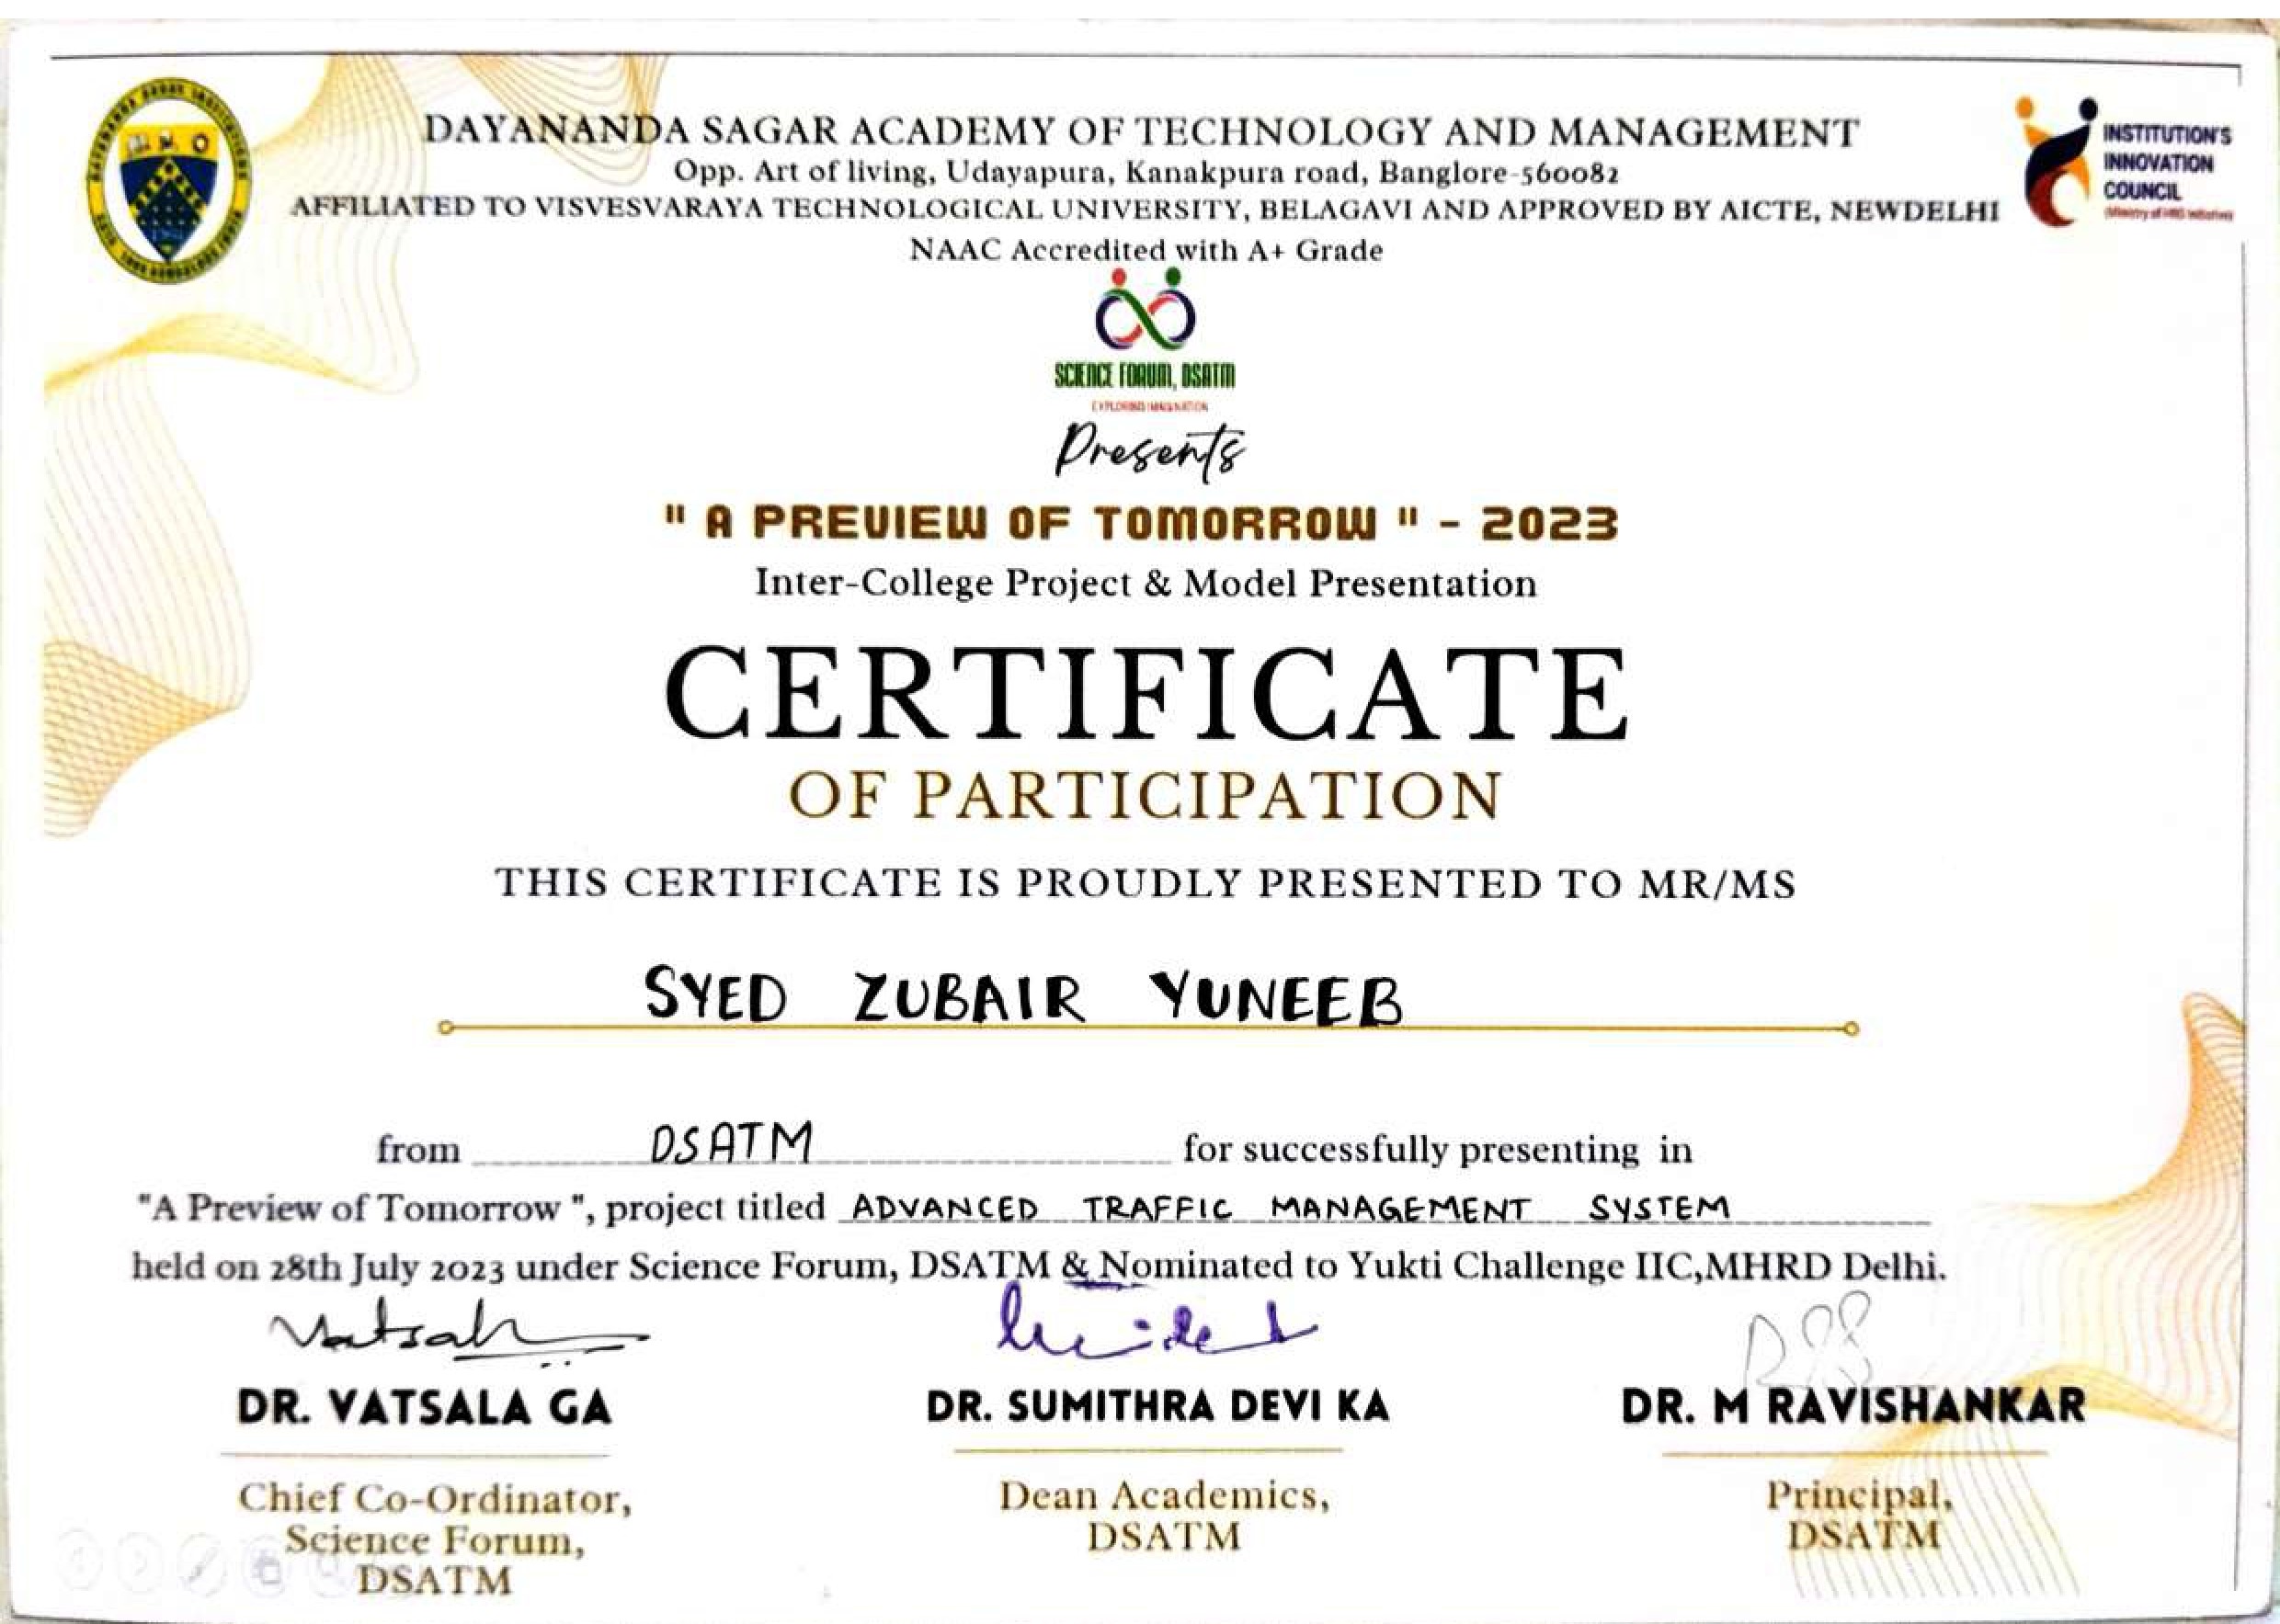 DAYANANDA SAGAR ACADEMY OF TECHNOLOGY AND MANAGEMENT
Opp. Art of living, Udayapura, Kanakpura road, Banglore-560082
AFFILIATED TO VISVESVARAYA TECHNOLOGICAL UNIVERSITY, BELAGAVI AND APPROVED BY AICTE, NEWDELHI
NAAC Accredited with A+ Grade
INSTITUTION'S
INNOVATION
COUNCIL
(Ministry of HRD Initiative)
SCIENCE FORUM, DSATM
EXPLORING IMAGINATION
Presents
" A PREVIEW OF TOMORROW " - 2023
Inter-College Project & Model Presentation
CERTIFICATE
OF PARTICIPATION
THIS CERTIFICATE IS PROUDLY PRESENTED TO MR/MS
SYED ZUBAIR YUNEEB
from DSATM for successfully presenting in
"A Preview of Tomorrow ", project titled ADVANCED TRAFFIC MANAGEMENT SYSTEM
held on 28th July 2023 under Science Forum, DSATM & Nominated to Yukti Challenge IIC,MHRD Delhi.
Vatsala
DR. VATSALA GA DR. SUMITHRA DEVI KA DR. M RAVISHANKAR
Chief Co-Ordinator, Dean Academics, Principal,
Science Forum, DSATM DSATM
DSATM